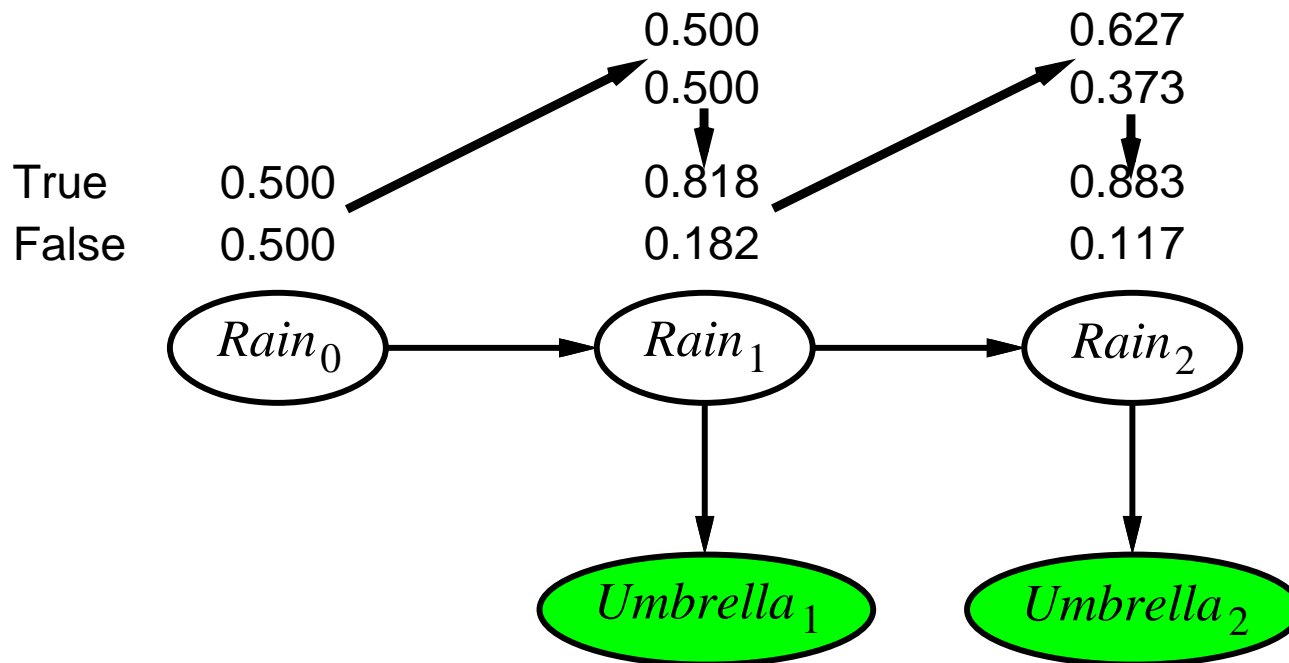 0.500 0.627
0.500 0.373
True 0.500 0.818 0.883
False 0.500 0.182 0.117
Rain0 Rain1 Rain2
Umbrella1 Umbrella2